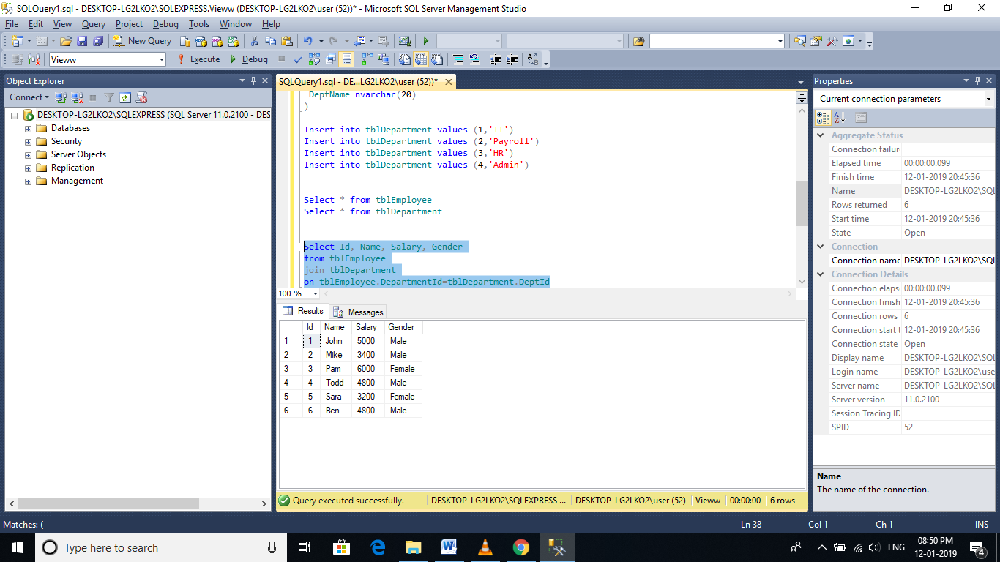 SQLQuery1.sql - DESKTOP-LG2LKO2\SQLEXPRESS.Vieww (DESKTOP-LG2LKO2\user (52))* - Microsoft SQL Server Management Studio
File Edit View Query Project Debug Tools Window Help
New Query
Vieww Execute Debug
Object Explorer
Connect
DESKTOP-LG2LKO2\SQLEXPRESS (SQL Server 11.0.2100 - DES
Databases
Security
Server Objects
Replication
Management
SQLQuery1.sql - DE...LG2LKO2\user (52))*
DeptName nvarchar(20)
)
Insert into tblDepartment values (1,'IT')
Insert into tblDepartment values (2,'Payroll')
Insert into tblDepartment values (3,'HR')
Insert into tblDepartment values (4,'Admin')
Select * from tblEmployee
Select * from tblDepartment
Select Id, Name, Salary, Gender
from tblEmployee
join tblDepartment
on tblEmployee.DepartmentId=tblDepartment.DeptId
100 %
Results Messages
Id Name Salary Gender
1 1 John 5000 Male
2 2 Mike 3400 Male
3 3 Pam 6000 Female
4 4 Todd 4800 Male
5 5 Sara 3200 Female
6 6 Ben 4800 Male
Query executed successfully. DESKTOP-LG2LKO2\SQLEXPRESS ... DESKTOP-LG2LKO2\user (52) Vieww 00:00:00 6 rows
Properties
Current connection parameters
Aggregate Status
Connection failure
Elapsed time 00:00:00.099
Finish time 12-01-2019 20:45:36
Name DESKTOP-LG2LKO2\SQL
Rows returned 6
Start time 12-01-2019 20:45:36
State Open
Connection
Connection name DESKTOP-LG2LKO2\SQL
Connection Details
Connection elaps 00:00:00.099
Connection finish 12-01-2019 20:45:36
Connection rows 6
Connection start t 12-01-2019 20:45:36
Connection state Open
Display name DESKTOP-LG2LKO2\SQL
Login name DESKTOP-LG2LKO2\use
Server name DESKTOP-LG2LKO2\SQL
Server version 11.0.2100
Session Tracing ID
SPID 52
Name
The name of the connection.
Matches: ( Ln 38 Col 1 Ch 1 INS
Type here to search
ENG
08:50 PM
12-01-2019
4